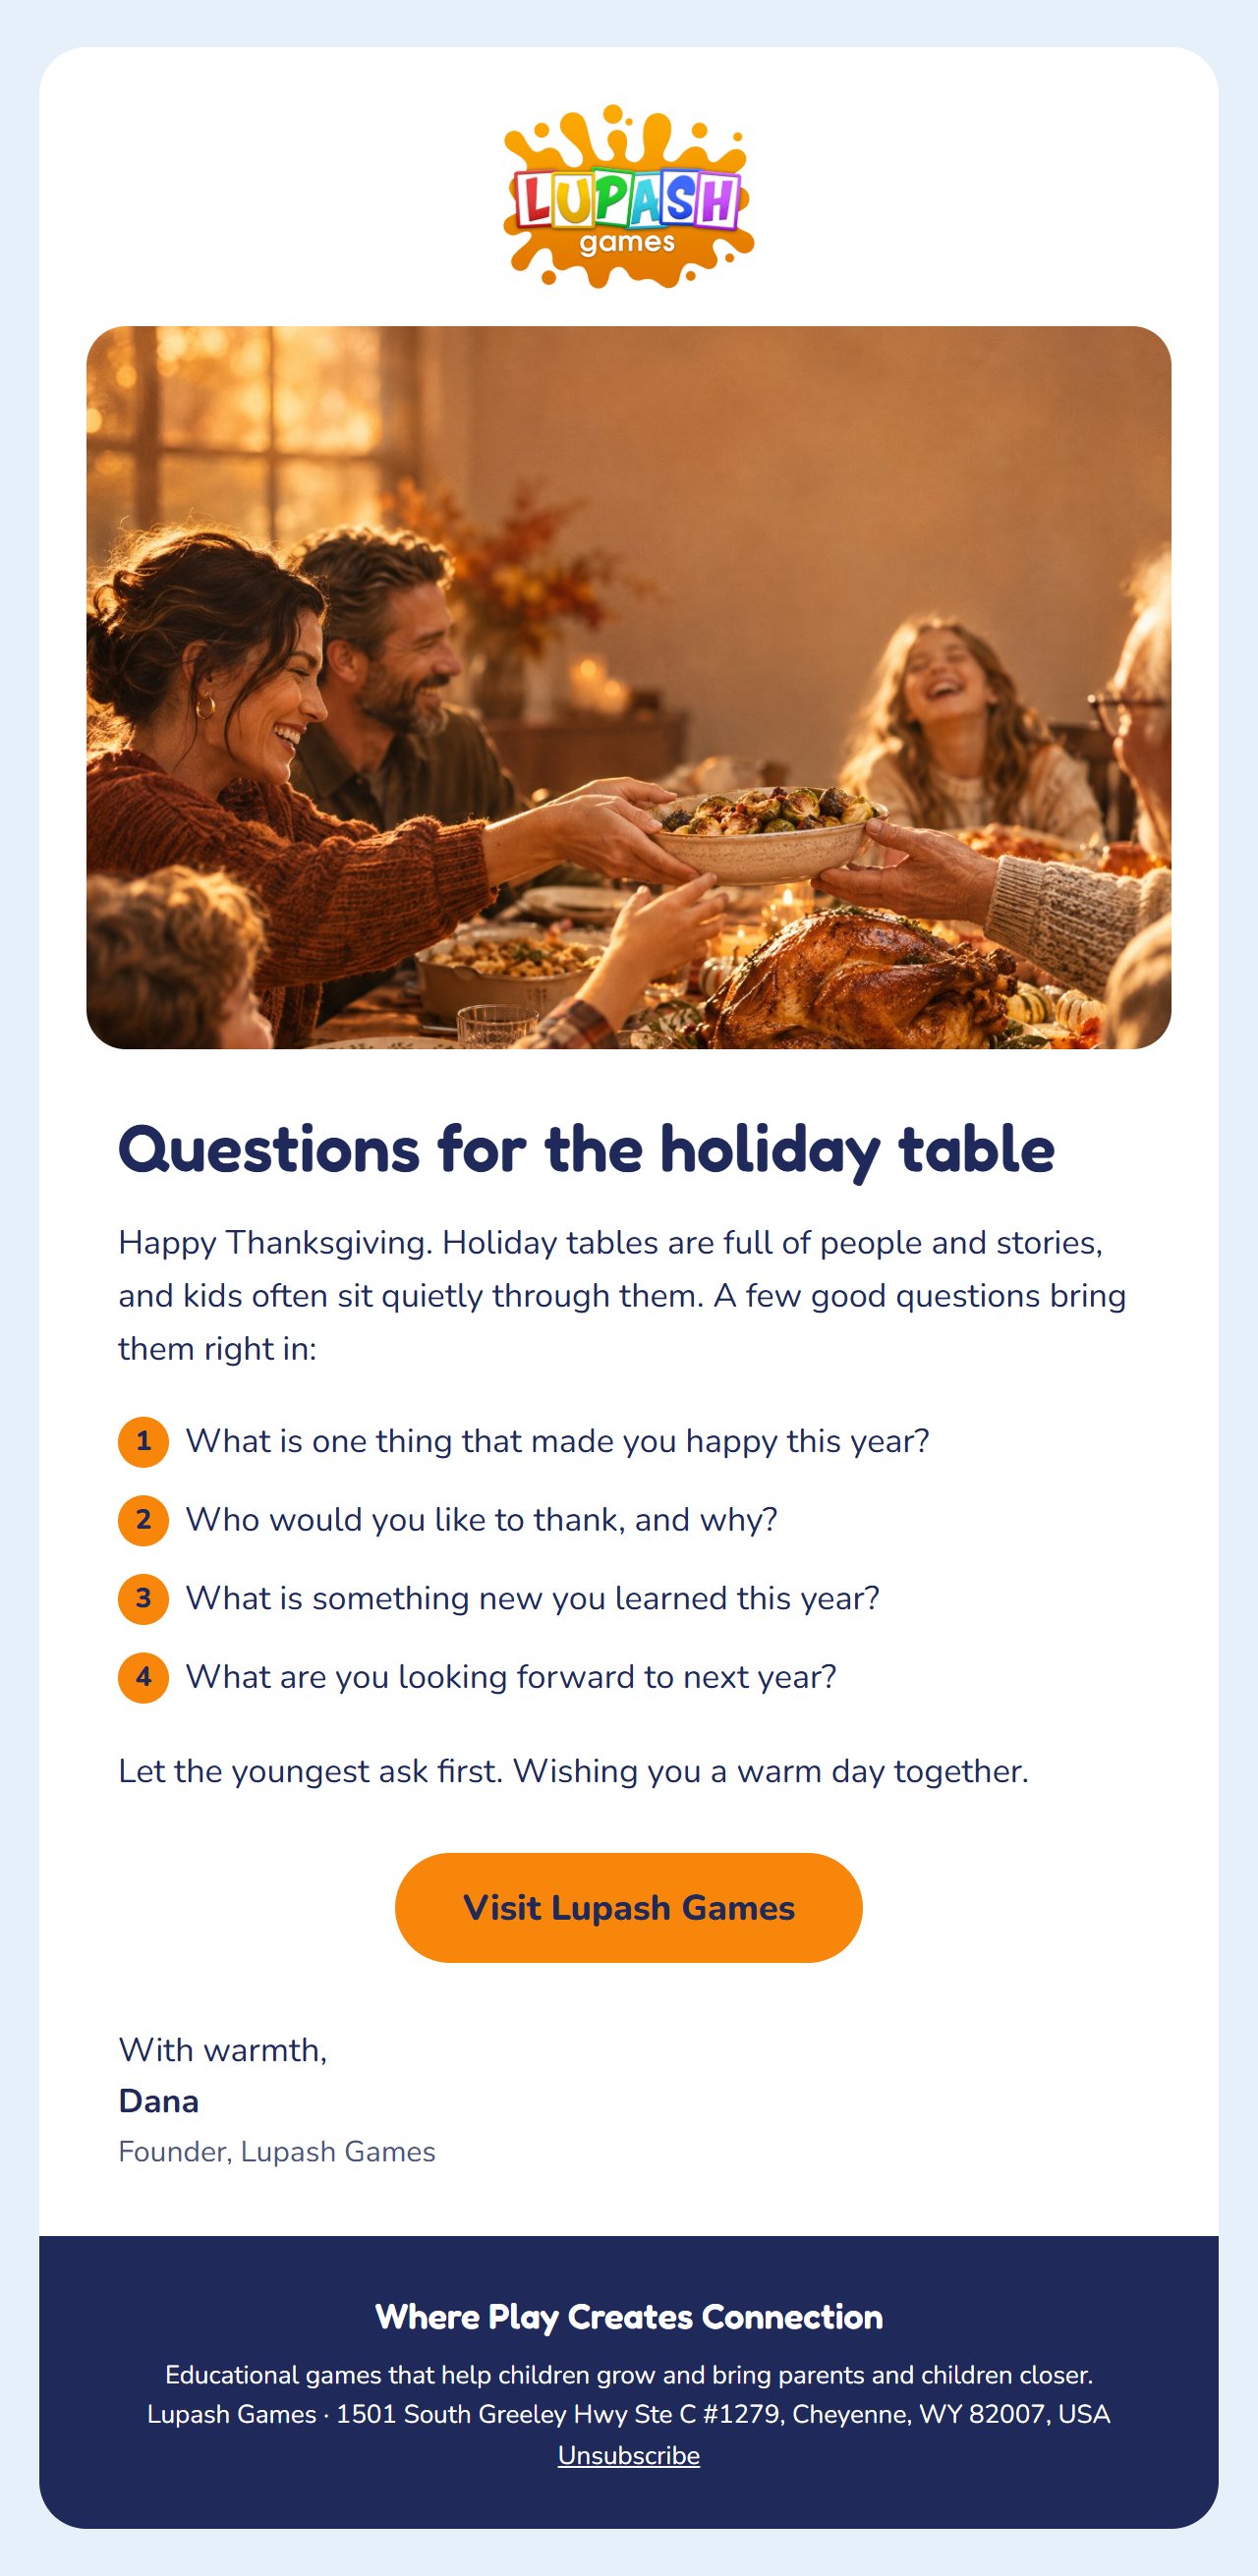 LUPASH
games
Questions for the holiday table
Happy Thanksgiving. Holiday tables are full of people and stories,
and kids often sit quietly through them. A few good questions bring
them right in:
1 What is one thing that made you happy this year?
2 Who would you like to thank, and why?
3 What is something new you learned this year?
4 What are you looking forward to next year?
Let the youngest ask first. Wishing you a warm day together.
Visit Lupash Games
With warmth,
Dana
Founder, Lupash Games
Where Play Creates Connection
Educational games that help children grow and bring parents and children closer.
Lupash Games · 1501 South Greeley Hwy Ste C #1279, Cheyenne, WY 82007, USA
Unsubscribe